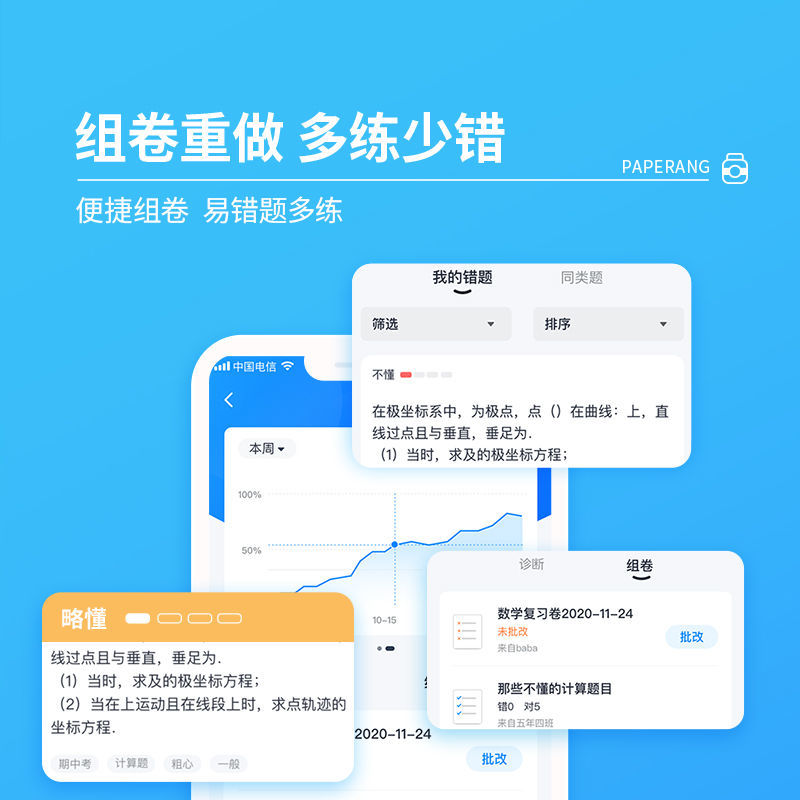 组卷重做 多练少错
PAPERANG
便捷组卷 易错题多练
我的错题 同类题
筛选 排序
不懂
在极坐标系中，为极点，点（）在曲线：上，直
线过点且与垂直，垂足为.
（1）当时，求及的极坐标方程；
中国电信
本周
100%
50%
10-15
诊断 组卷
数学复习卷2020-11-24
未批改
来自baba
批改
那些不懂的计算题目
错0 对5
来自五年四班
略懂
线过点且与垂直，垂足为.
（1）当时，求及的极坐标方程；
（2）当在上运动且在线段上时，求点轨迹的
坐标方程.
期中考 计算题 粗心 一般
2020-11-24
批改